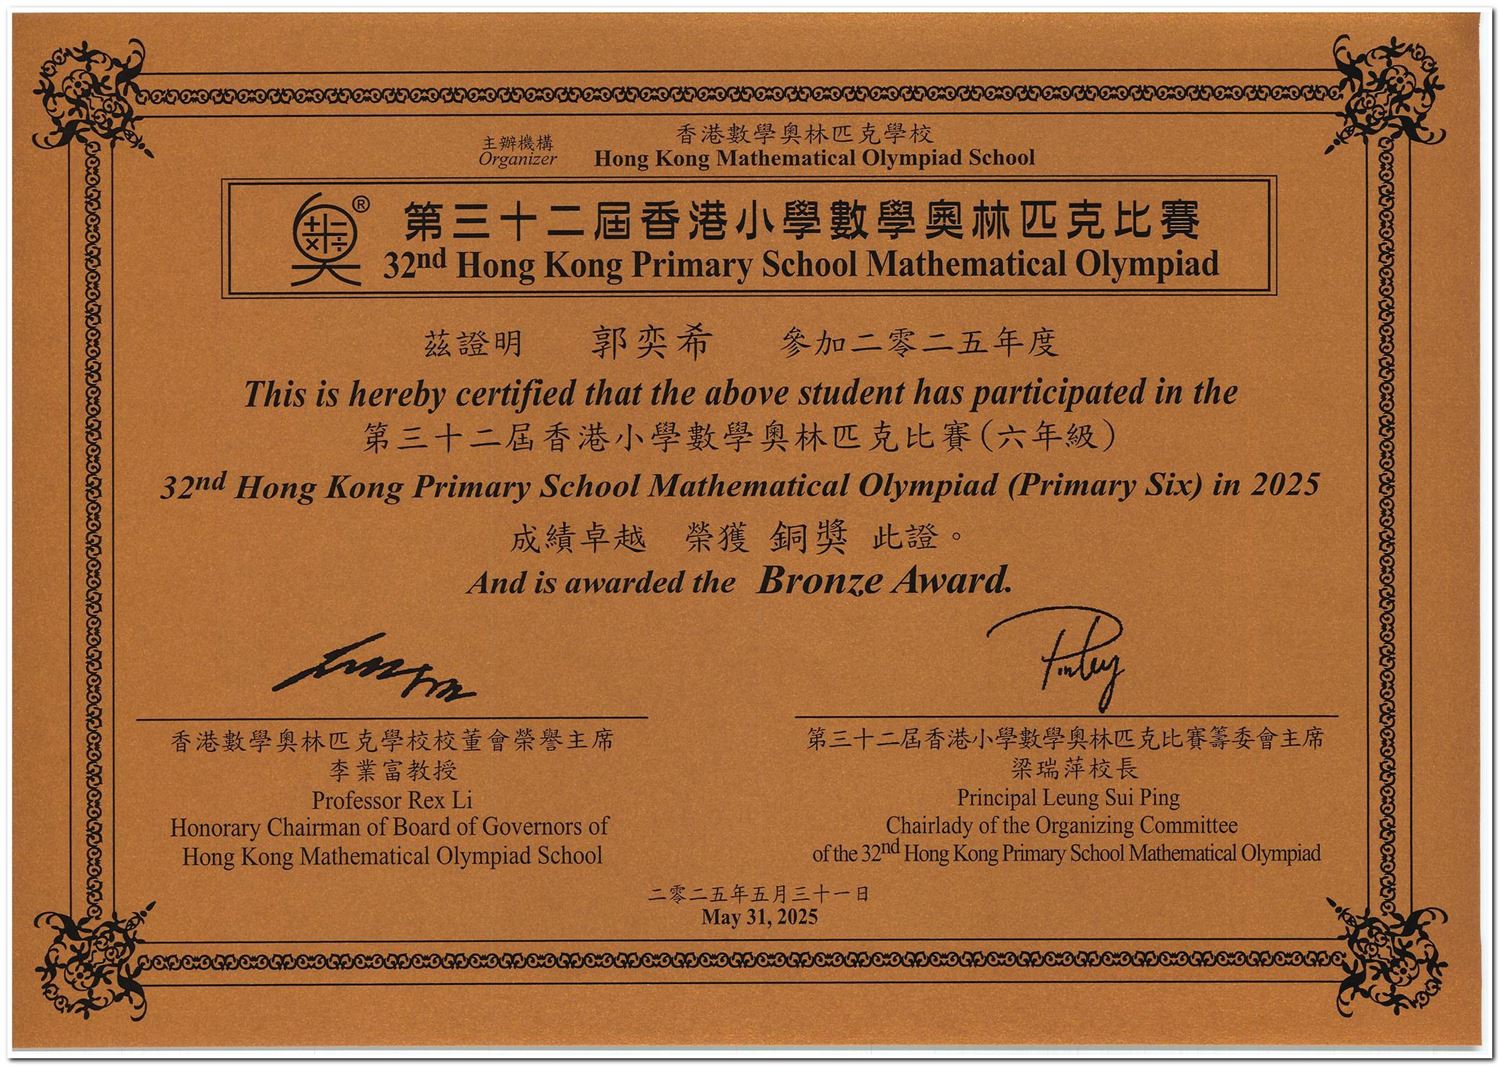 主辦機構 香港數學奧林匹克學校
Organizer Hong Kong Mathematical Olympiad School
第三十二屆香港小學數學奧林匹克比賽
32nd Hong Kong Primary School Mathematical Olympiad
茲證明 郭奕希 參加二零二五年度
This is hereby certified that the above student has participated in the
第三十二屆香港小學數學奧林匹克比賽(六年級)
32nd Hong Kong Primary School Mathematical Olympiad (Primary Six) in 2025
成績卓越 榮獲 銅獎 此證。
And is awarded the Bronze Award.
香港數學奧林匹克學校校董會榮譽主席
李業富教授
Professor Rex Li
Honorary Chairman of Board of Governors of
Hong Kong Mathematical Olympiad School
第三十二屆香港小學數學奧林匹克比賽籌委會主席
梁瑞萍校長
Principal Leung Sui Ping
Chairlady of the Organizing Committee
of the 32nd Hong Kong Primary School Mathematical Olympiad
二零二五年五月三十一日
May 31, 2025